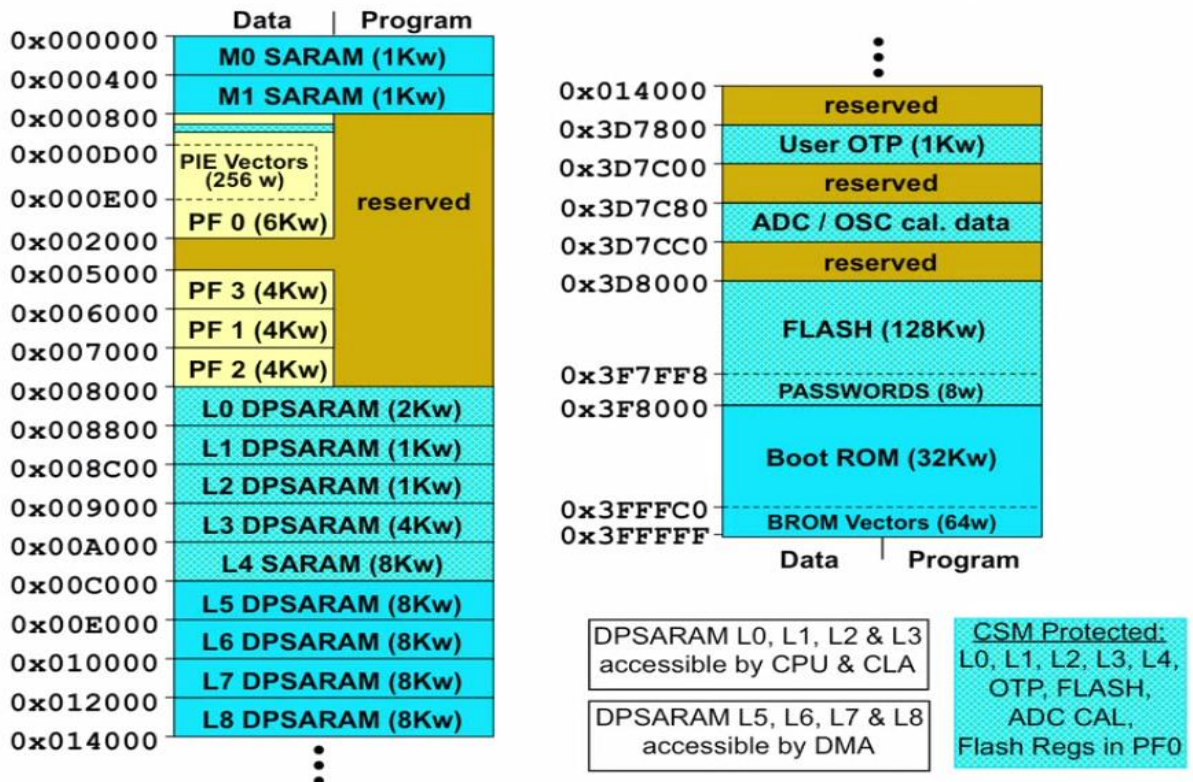 Data Program
0x000000
M0 SARAM (1Kw)
0x000400
M1 SARAM (1Kw)
0x000800
0x000D00
PIE Vectors
(256 w)
0x000E00
reserved
PF 0 (6Kw)
0x002000
0x005000
PF 3 (4Kw)
0x006000
PF 1 (4Kw)
0x007000
PF 2 (4Kw)
0x008000
L0 DPSARAM (2Kw)
0x008800
L1 DPSARAM (1Kw)
0x008C00
L2 DPSARAM (1Kw)
0x009000
L3 DPSARAM (4Kw)
0x00A000
L4 SARAM (8Kw)
0x00C000
L5 DPSARAM (8Kw)
0x00E000
L6 DPSARAM (8Kw)
0x010000
L7 DPSARAM (8Kw)
0x012000
L8 DPSARAM (8Kw)
0x014000
0x014000
reserved
0x3D7800
User OTP (1Kw)
0x3D7C00
reserved
0x3D7C80
ADC / OSC cal. data
0x3D7CC0
reserved
0x3D8000
FLASH (128Kw)
0x3F7FF8
PASSWORDS (8w)
0x3F8000
Boot ROM (32Kw)
0x3FFFC0
BROM Vectors (64w)
0x3FFFFF
Data Program
DPSARAM L0, L1, L2 & L3
accessible by CPU & CLA
DPSARAM L5, L6, L7 & L8
accessible by DMA
CSM Protected:
L0, L1, L2, L3, L4,
OTP, FLASH,
ADC CAL,
Flash Regs in PF0